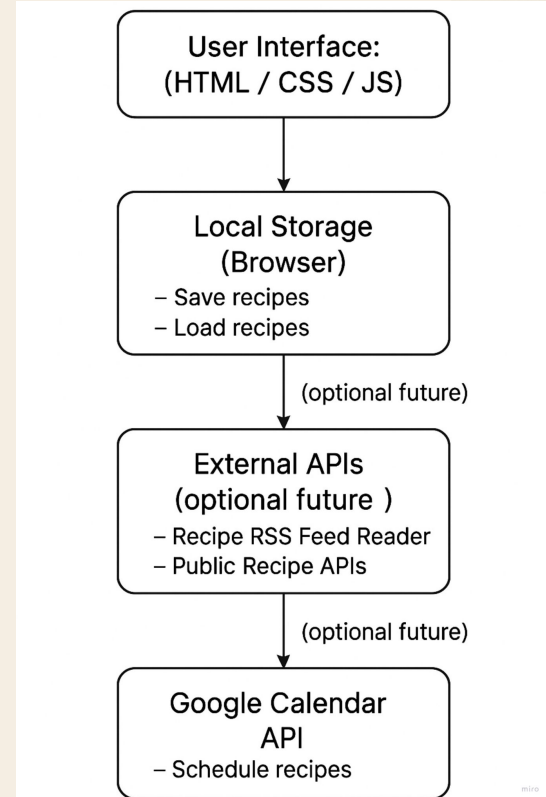 User Interface:
(HTML / CSS / JS)
Local Storage
(Browser)
– Save recipes
– Load recipes
(optional future)
External APIs
(optional future )
– Recipe RSS Feed Reader
– Public Recipe APIs
(optional future)
Google Calendar
API
– Schedule recipes
miro